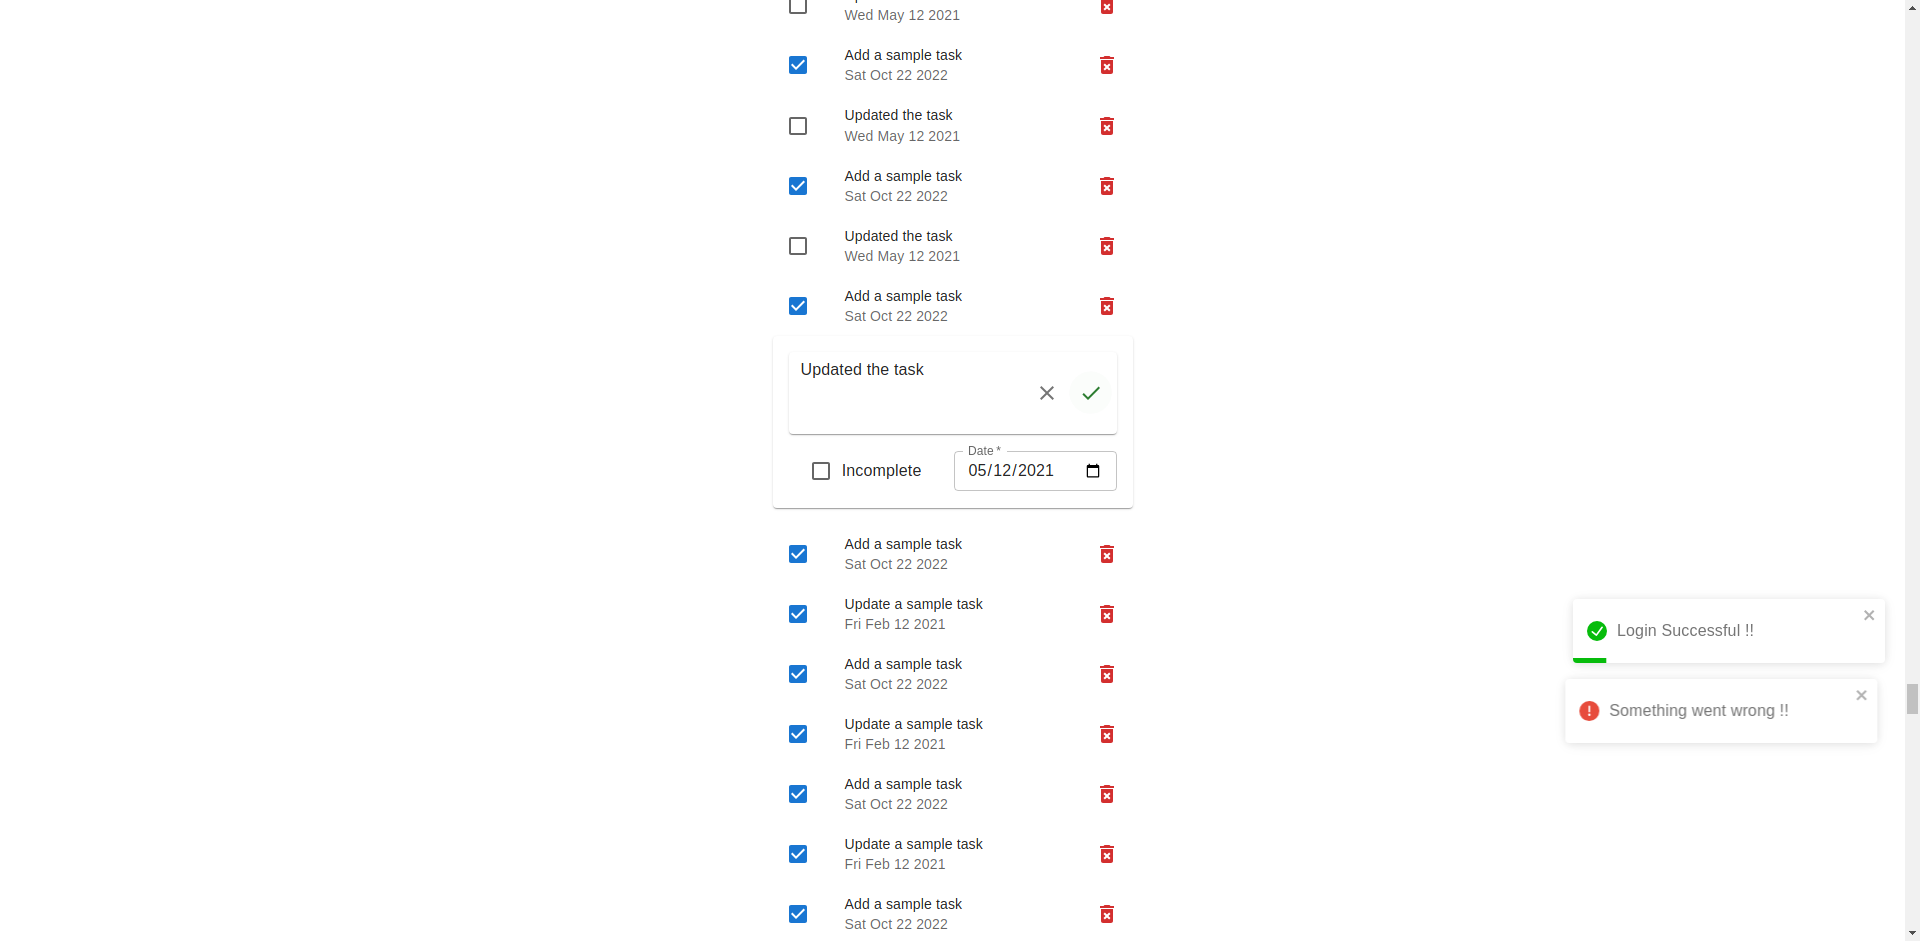 Wed May 12 2021
Add a sample task
Sat Oct 22 2022
Updated the task
Wed May 12 2021
Add a sample task
Sat Oct 22 2022
Updated the task
Wed May 12 2021
Add a sample task
Sat Oct 22 2022
Updated the task
Date *
Incomplete
05/12/2021
Add a sample task
Sat Oct 22 2022
Update a sample task
Fri Feb 12 2021
Add a sample task
Sat Oct 22 2022
Update a sample task
Fri Feb 12 2021
Add a sample task
Sat Oct 22 2022
Update a sample task
Fri Feb 12 2021
Add a sample task
Sat Oct 22 2022
Login Successful !!
Something went wrong !!